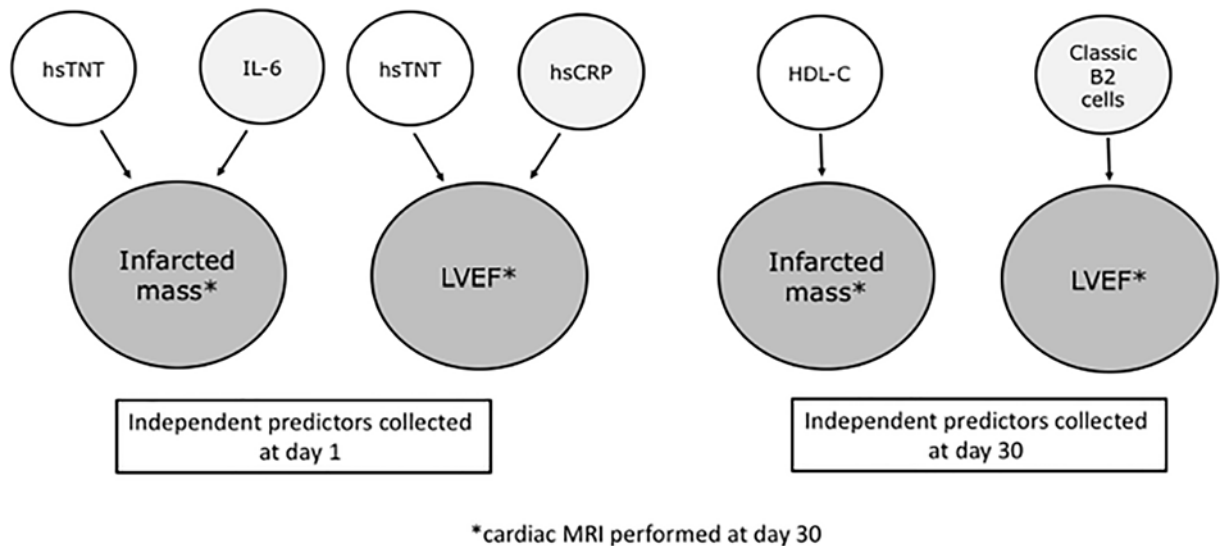 hsTNT
IL-6
hsTNT
hsCRP
HDL-C
Classic
B2
cells
Infarcted
mass*
LVEF*
Infarcted
mass*
LVEF*
Independent predictors collected
at day 1
Independent predictors collected
at day 30
*cardiac MRI performed at day 30